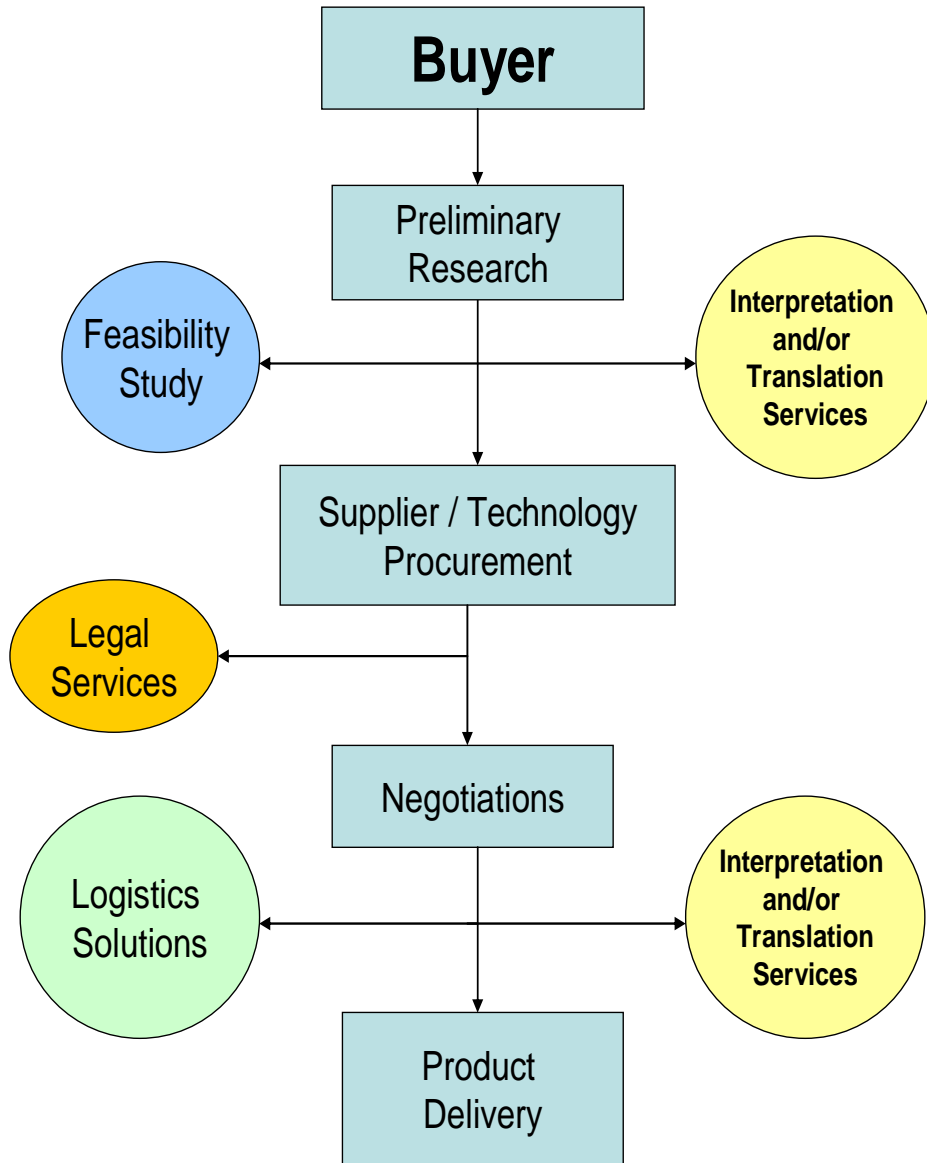 Buyer
Preliminary
Research
Feasibility
Study
Interpretation
and/or
Translation
Services
Supplier / Technology
Procurement
Legal
Services
Negotiations
Logistics
Solutions
Interpretation
and/or
Translation
Services
Product
Delivery